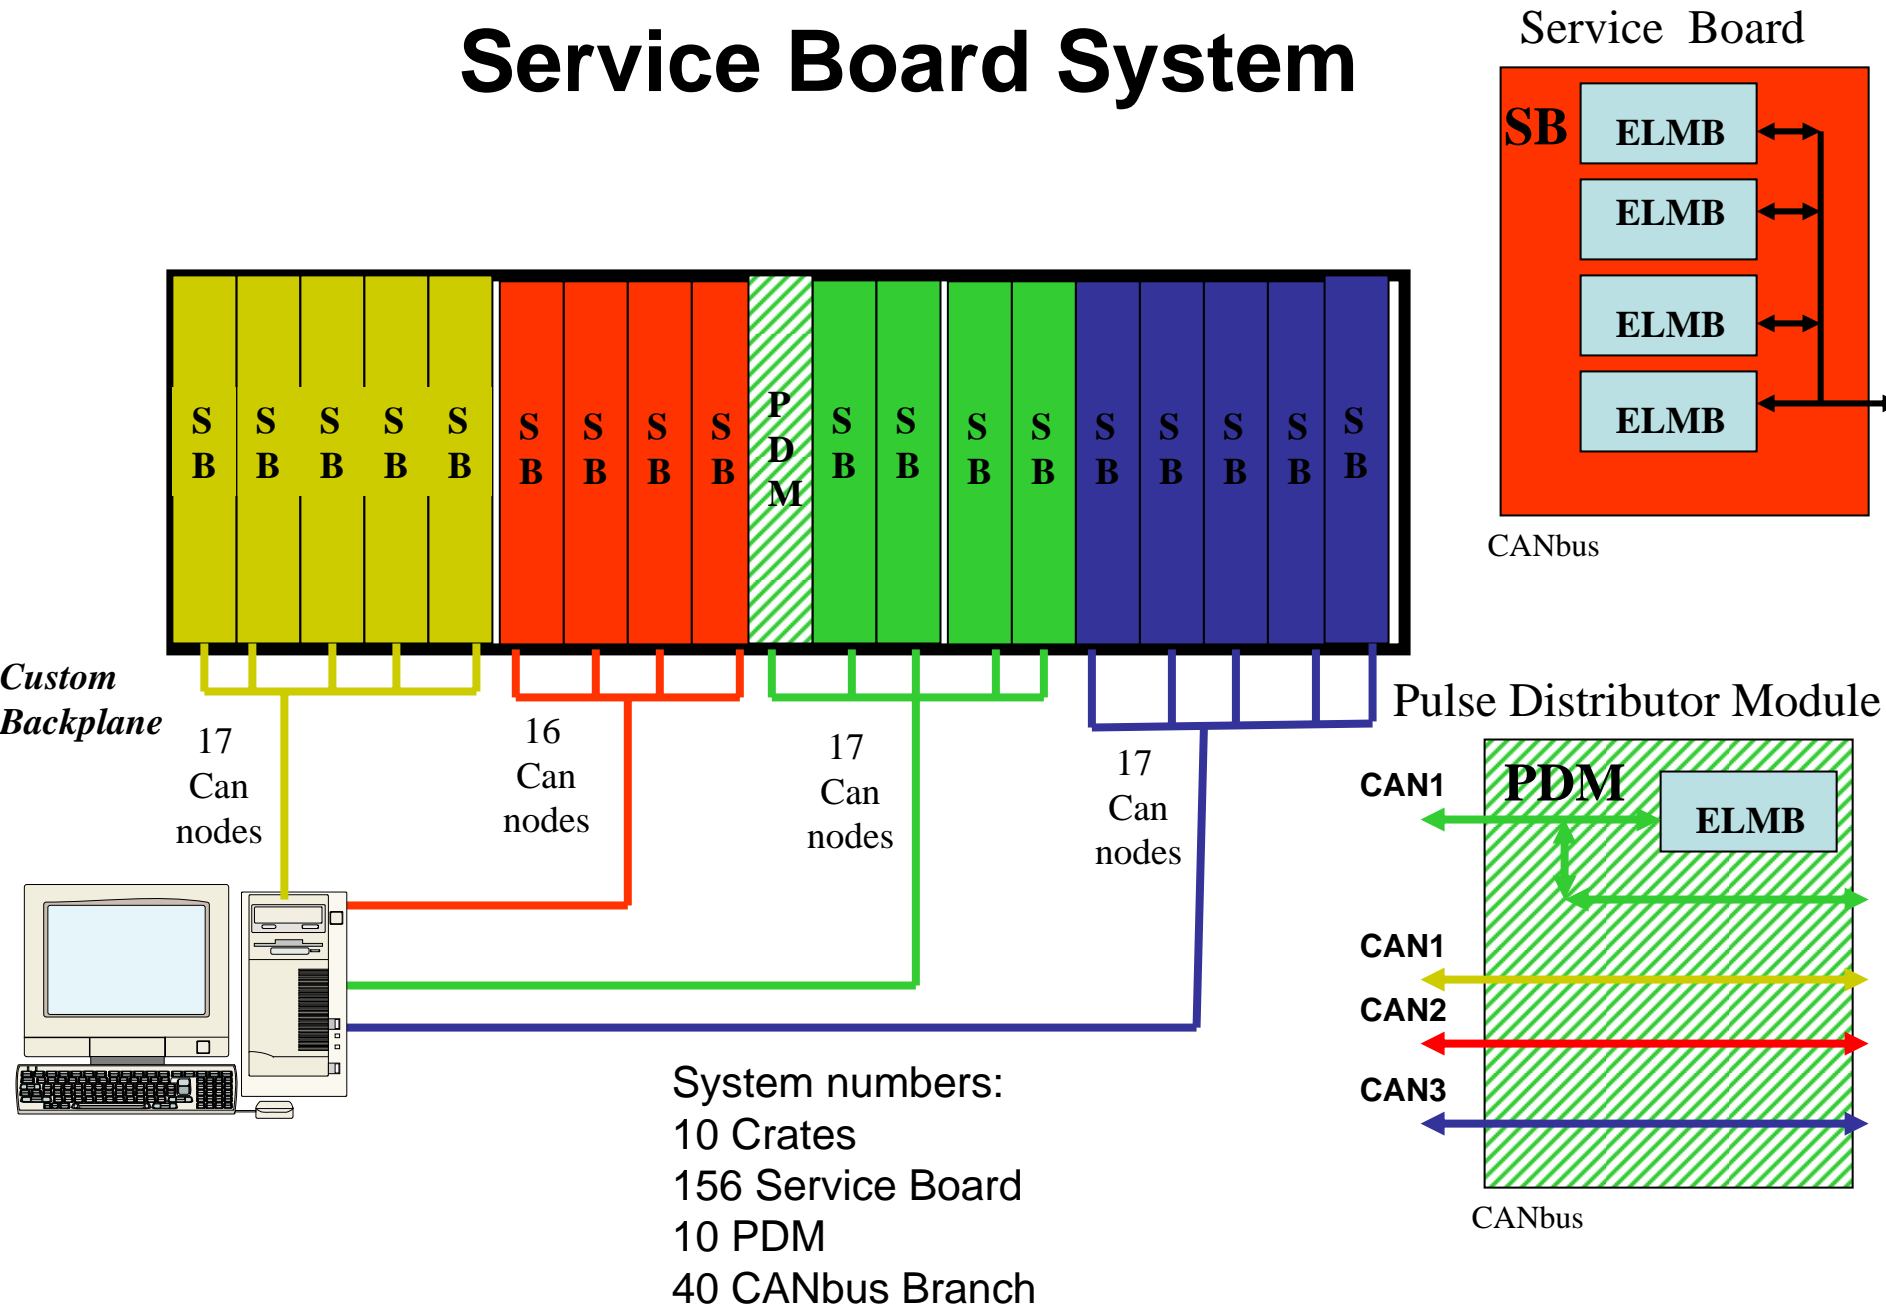 Service Board System
Service Board
SB
ELMB
ELMB
ELMB
ELMB
CANbus
S
B
S
B
S
B
S
B
S
B
S
B
S
B
S
B
S
B
P
D
M
S
B
S
B
S
B
S
B
S
B
S
B
S
B
S
B
S
B
Custom
Backplane
17
Can
nodes
16
Can
nodes
17
Can
nodes
17
Can
nodes
Pulse Distributor Module
PDM
ELMB
CAN1
CAN1
CAN2
CAN3
CANbus
System numbers:
10 Crates
156 Service Board
10 PDM
40 CANbus Branch